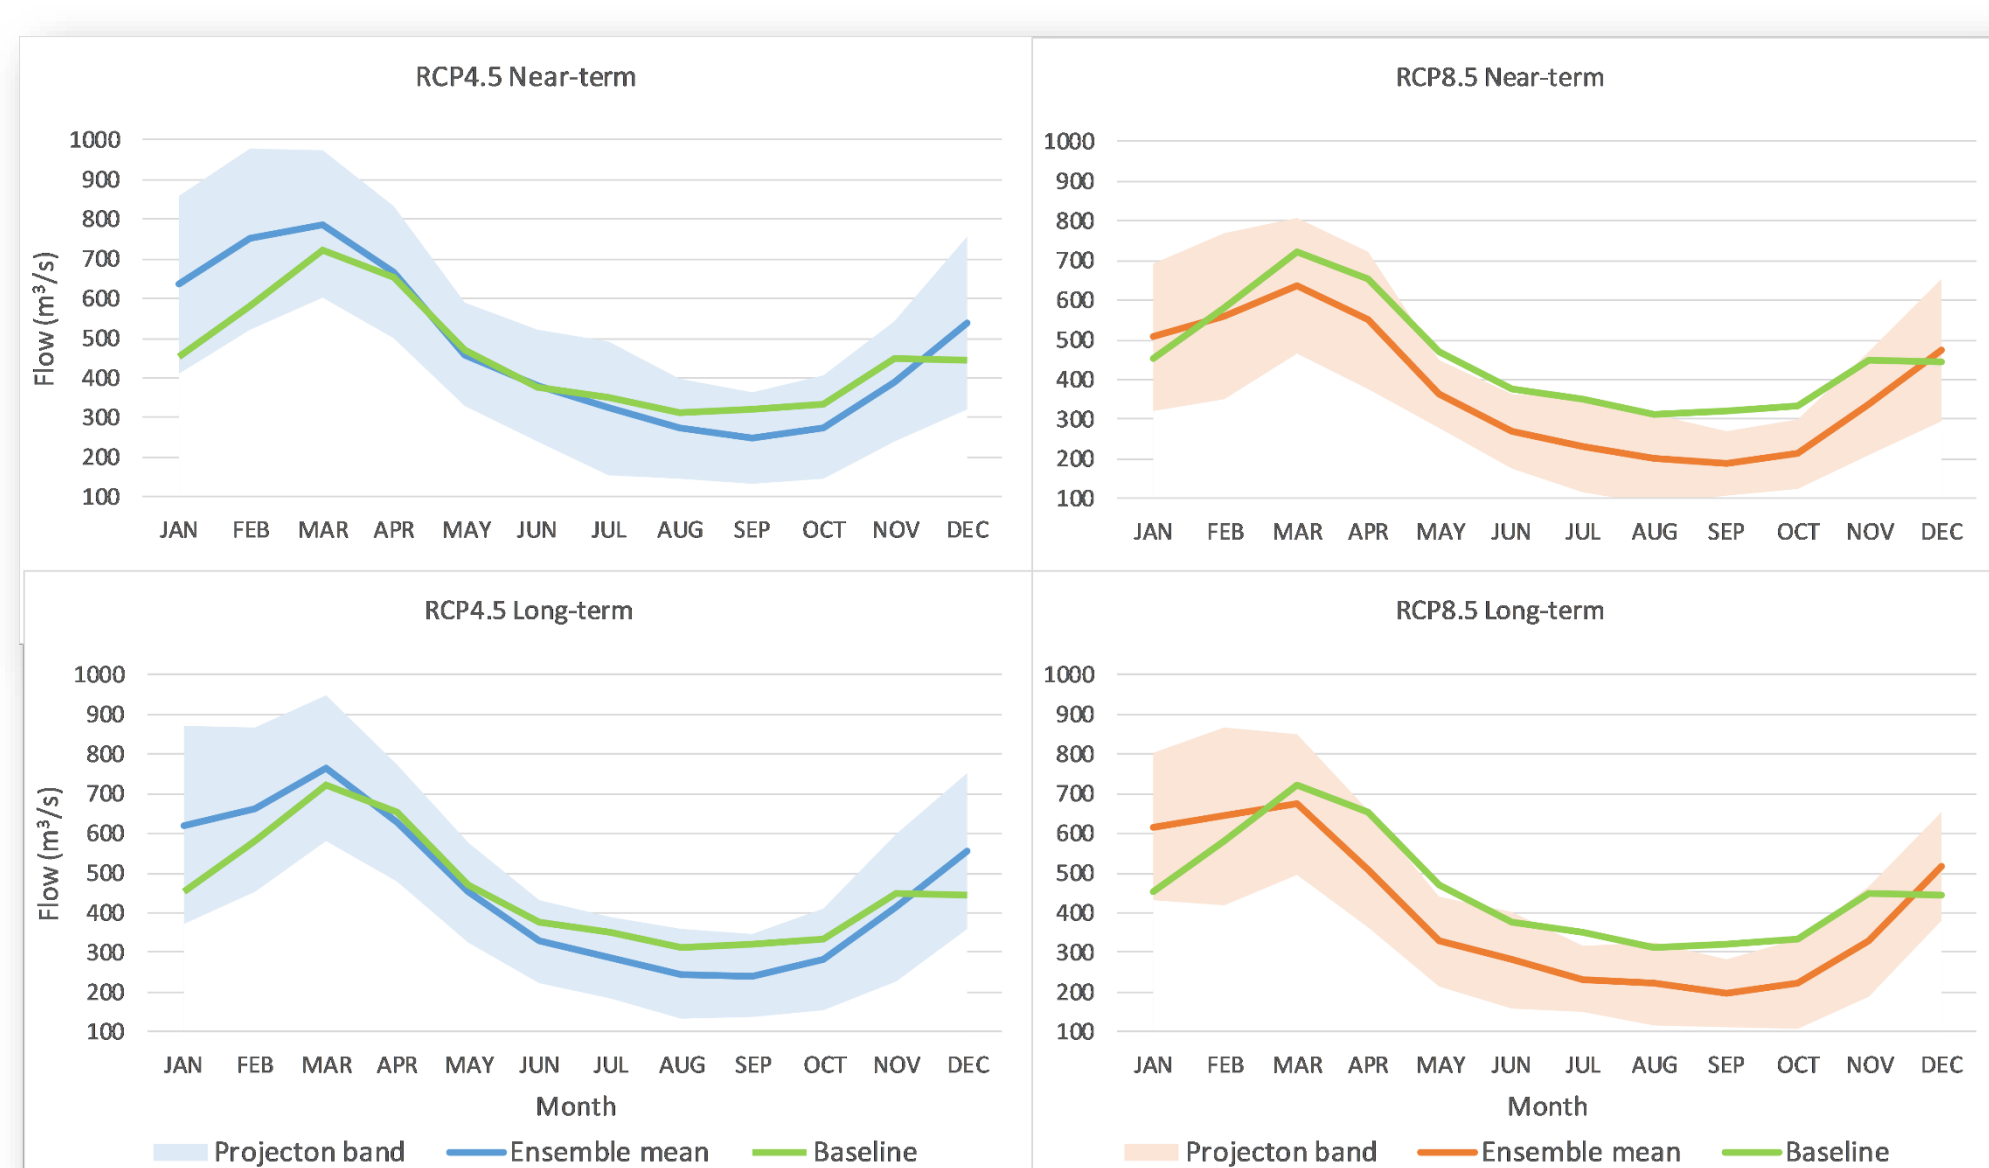 RCP4.5 Near-term
1000
900
800
700
600
500
400
300
200
100
Flow (m³/s)
JAN FEB MAR APR MAY JUN JUL AUG SEP OCT NOV DEC
RCP8.5 Near-term
1000
900
800
700
600
500
400
300
200
100
JAN FEB MAR APR MAY JUN JUL AUG SEP OCT NOV DEC
RCP4.5 Long-term
1000
900
800
700
600
500
400
300
200
100
Flow (m³/s)
JAN FEB MAR APR MAY JUN JUL AUG SEP OCT NOV DEC
Month
Projecton band Ensemble mean Baseline
RCP8.5 Long-term
1000
900
800
700
600
500
400
300
200
100
JAN FEB MAR APR MAY JUN JUL AUG SEP OCT NOV DEC
Month
Projecton band Ensemble mean Baseline